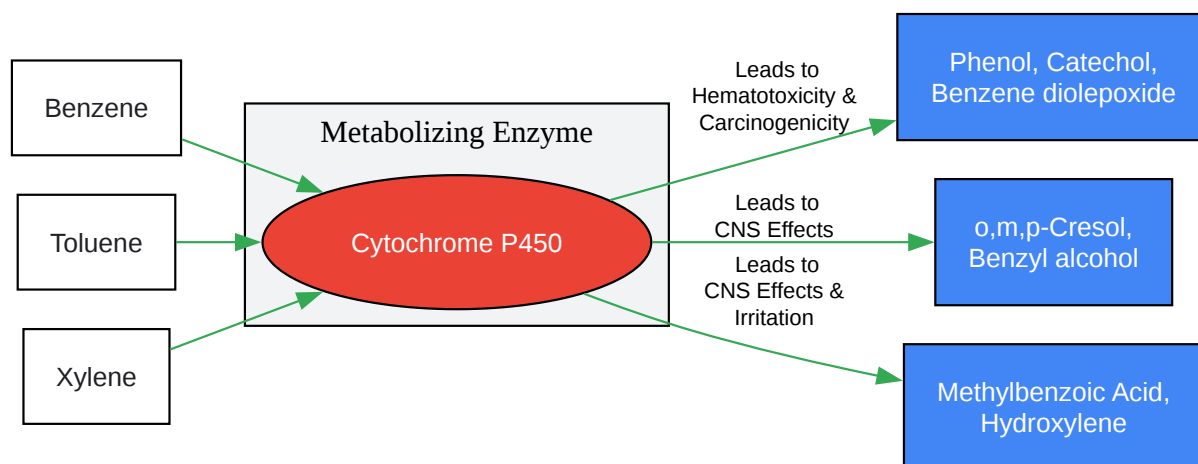 Benzene
Toluene
Xylene
Metabolizing Enzyme
Cytochrome P450
Leads to
Hematotoxicity &
Carcinogenicity
Leads to
CNS Effects
Leads to
CNS Effects &
Irritation
Phenol, Catechol,
Benzene diolepoxide
o,m,p-Cresol,
Benzyl alcohol
Methylbenzoic Acid,
Hydroxylene